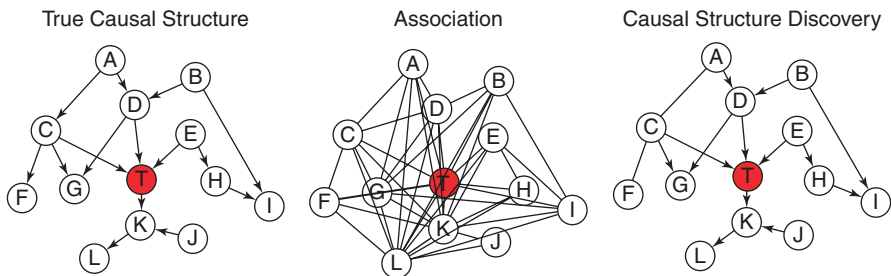 True Causal Structure
A
B
D
C
E
T
F
G
H
I
K
L
J
Association
A
B
D
C
E
T
F
G
H
I
K
J
L
Causal Structure Discovery
A
B
D
C
E
T
F
G
H
I
K
L
J